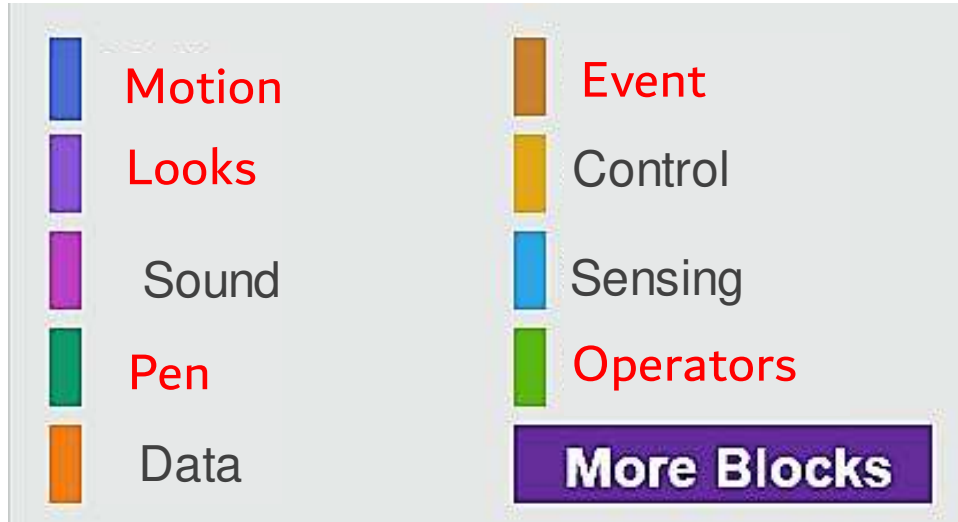 Motion
Looks
Sound
Pen
Data
Event
Control
Sensing
Operators
More Blocks